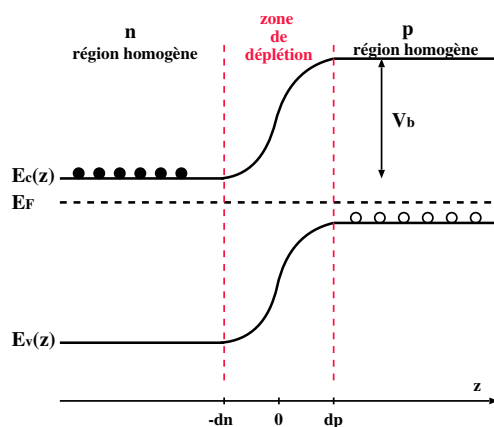 n
région homogène
zone
de
déplétion
p
région homogène
Vb
Ec(z)
EF
Ev(z)
z
-dn 0 dp